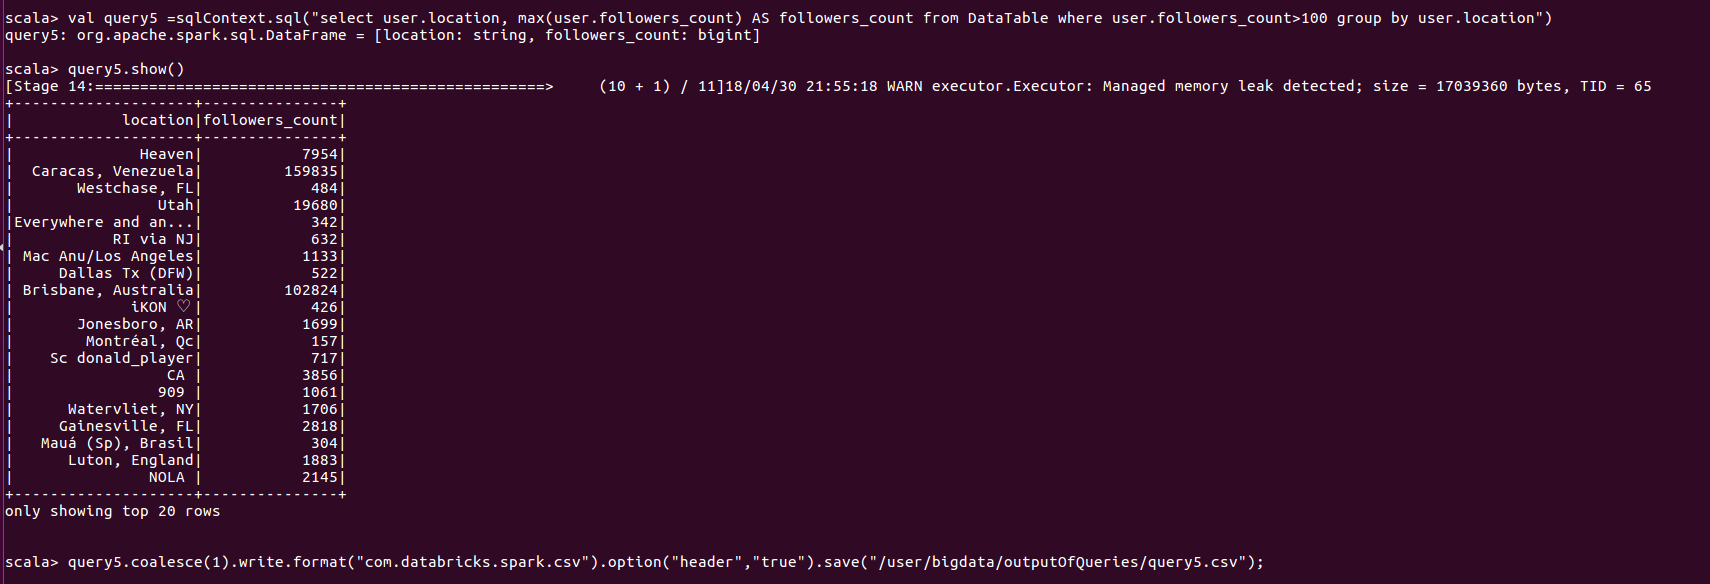 scala> val query5 =sqlContext.sql("select user.location, max(user.followers_count) AS followers_count from DataTable where user.followers_count>100 group by user.location")
query5: org.apache.spark.sql.DataFrame = [location: string, followers_count: bigint]
scala> query5.show()
[Stage 14:==================================================>     (10 + 1) / 11]18/04/30 21:55:18 WARN executor.Executor: Managed memory leak detected; size = 17039360 bytes, TID = 65
+--------------------+---------------+
|            location|followers_count|
+--------------------+---------------+
|              Heaven|           7954|
|  Caracas, Venezuela|         159835|
|       Westchase, FL|            484|
|                Utah|          19680|
|Everywhere and an...|            342|
|           RI via NJ|            632|
| Mac Anu/Los Angeles|           1133|
|     Dallas Tx (DFW)|            522|
| Brisbane, Australia|         102824|
|             iKON ♡ |            426|
|       Jonesboro, AR|           1699|
|        Montréal, Qc|            157|
|    Sc donald_player|            717|
|                 CA |           3856|
|                909 |           1061|
|      Watervliet, NY|           1706|
|     Gainesville, FL|           2818|
|   Mauá (Sp), Brasil|            304|
|      Luton, England|           1883|
|               NOLA |           2145|
+--------------------+---------------+
only showing top 20 rows
scala> query5.coalesce(1).write.format("com.databricks.spark.csv").option("header","true").save("/user/bigdata/outputOfQueries/query5.csv");